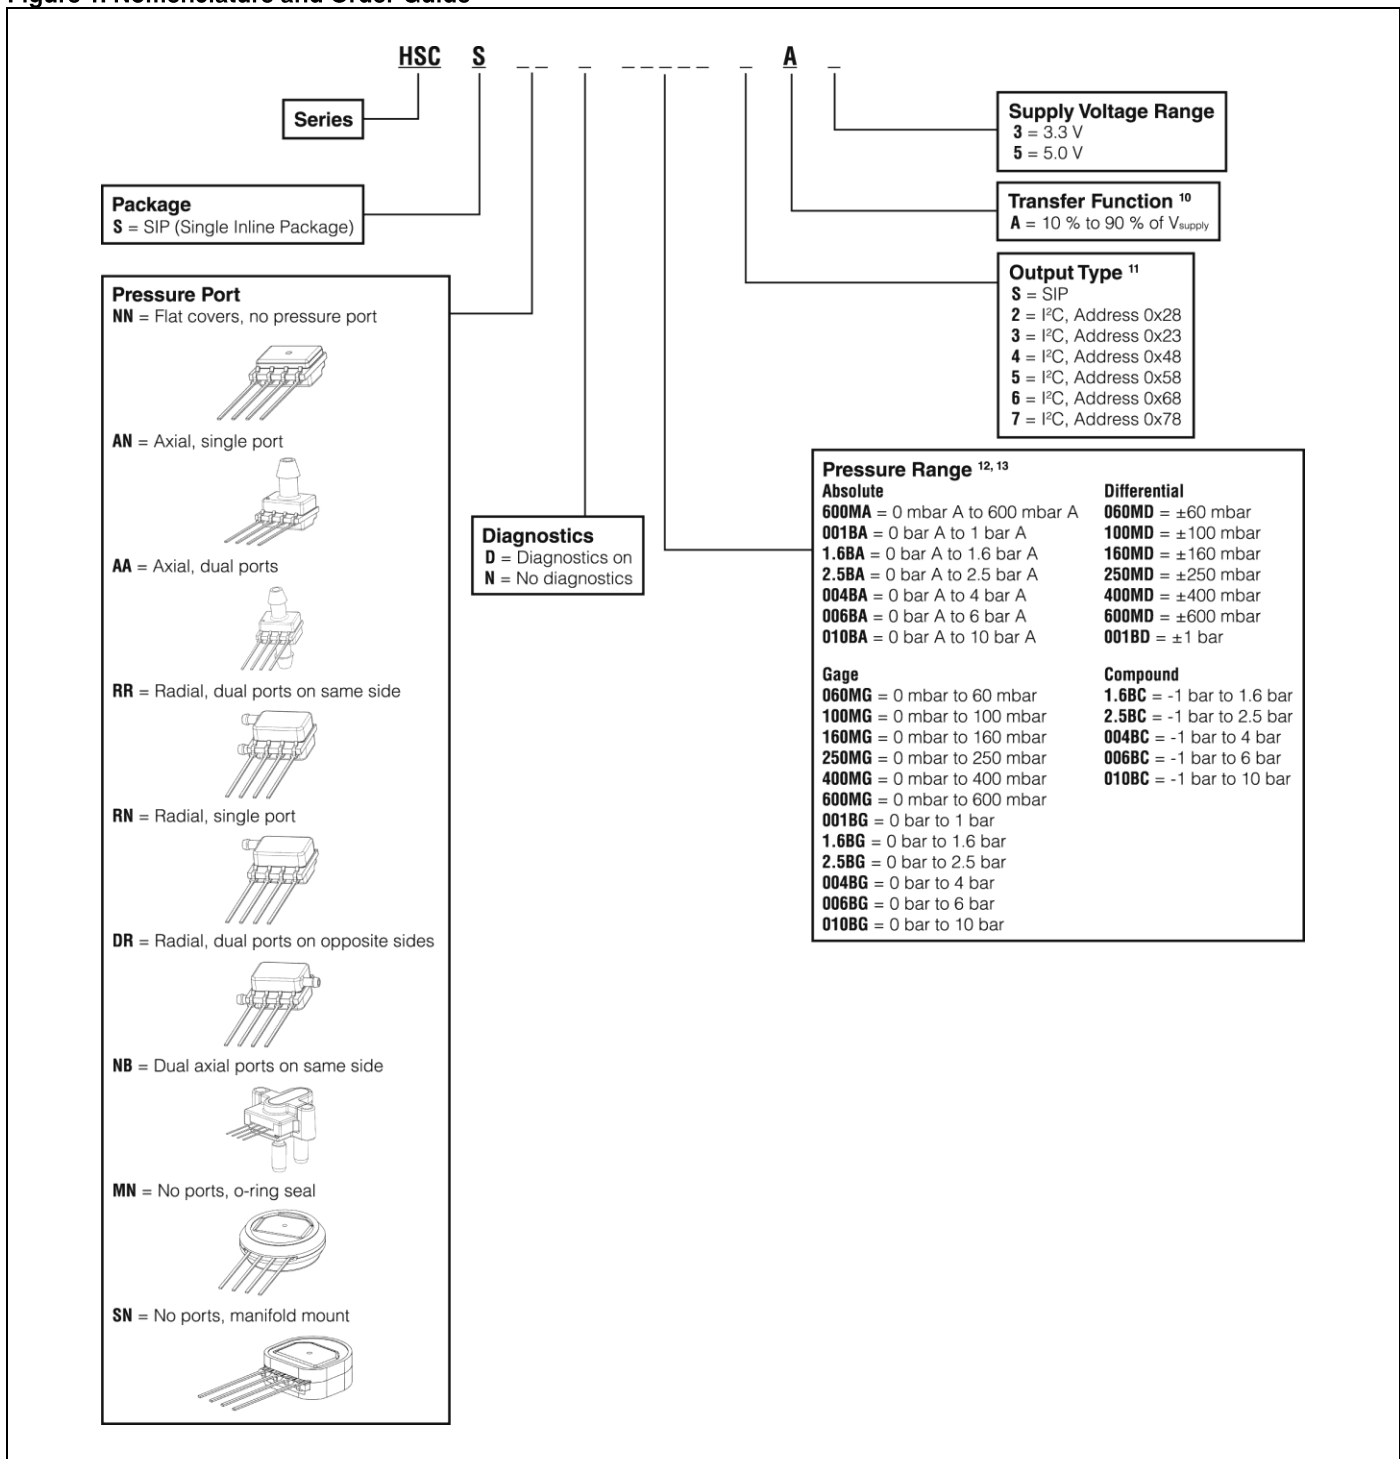 HSC S _ _ _ _ _ _ _ _ _ A _
Series
Supply Voltage Range
3 = 3.3 V
5 = 5.0 V
Package
S = SIP (Single Inline Package)
Transfer Function 10
A = 10 % to 90 % of Vsupply
Pressure Port
NN = Flat covers, no pressure port
AN = Axial, single port
AA = Axial, dual ports
RR = Radial, dual ports on same side
RN = Radial, single port
DR = Radial, dual ports on opposite sides
NB = Dual axial ports on same side
MN = No ports, o-ring seal
SN = No ports, manifold mount
Output Type 11
S = SIP
2 = I²C, Address 0x28
3 = I²C, Address 0x23
4 = I²C, Address 0x48
5 = I²C, Address 0x58
6 = I²C, Address 0x68
7 = I²C, Address 0x78
Diagnostics
D = Diagnostics on
N = No diagnostics
Pressure Range 12, 13
Absolute
600MA = 0 mbar A to 600 mbar A
001BA = 0 bar A to 1 bar A
1.6BA = 0 bar A to 1.6 bar A
2.5BA = 0 bar A to 2.5 bar A
004BA = 0 bar A to 4 bar A
006BA = 0 bar A to 6 bar A
010BA = 0 bar A to 10 bar A
Differential
060MD = ±60 mbar
100MD = ±100 mbar
160MD = ±160 mbar
250MD = ±250 mbar
400MD = ±400 mbar
600MD = ±600 mbar
001BD = ±1 bar
Gage
060MG = 0 mbar to 60 mbar
100MG = 0 mbar to 100 mbar
160MG = 0 mbar to 160 mbar
250MG = 0 mbar to 250 mbar
400MG = 0 mbar to 400 mbar
600MG = 0 mbar to 600 mbar
001BG = 0 bar to 1 bar
1.6BG = 0 bar to 1.6 bar
2.5BG = 0 bar to 2.5 bar
004BG = 0 bar to 4 bar
006BG = 0 bar to 6 bar
010BG = 0 bar to 10 bar
Compound
1.6BC = -1 bar to 1.6 bar
2.5BC = -1 bar to 2.5 bar
004BC = -1 bar to 4 bar
006BC = -1 bar to 6 bar
010BC = -1 bar to 10 bar